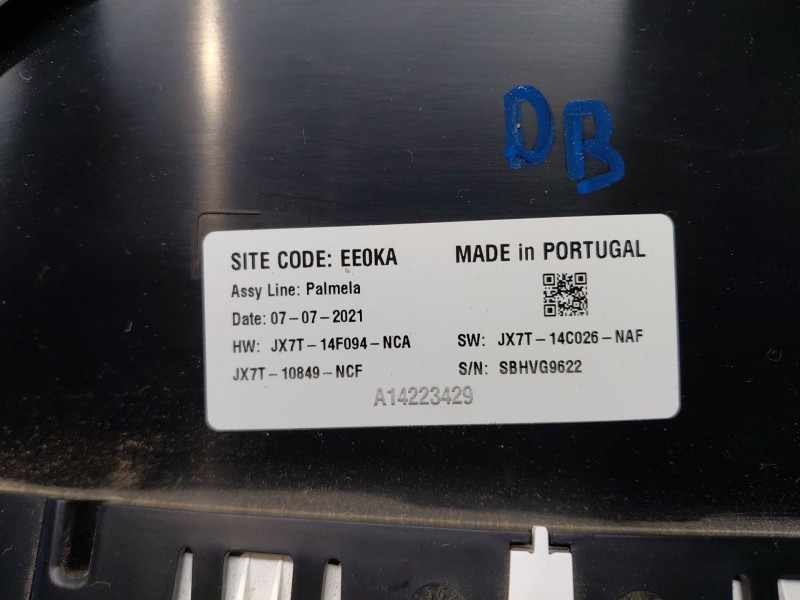 DB
SITE CODE: EE0KA MADE in PORTUGAL
Assy Line: Palmela
Date: 07-07-2021
HW: JX7T-14F094-NCA SW: JX7T-14C026-NAF
JX7T-10849-NCF S/N: SBHVG9622
A14223429